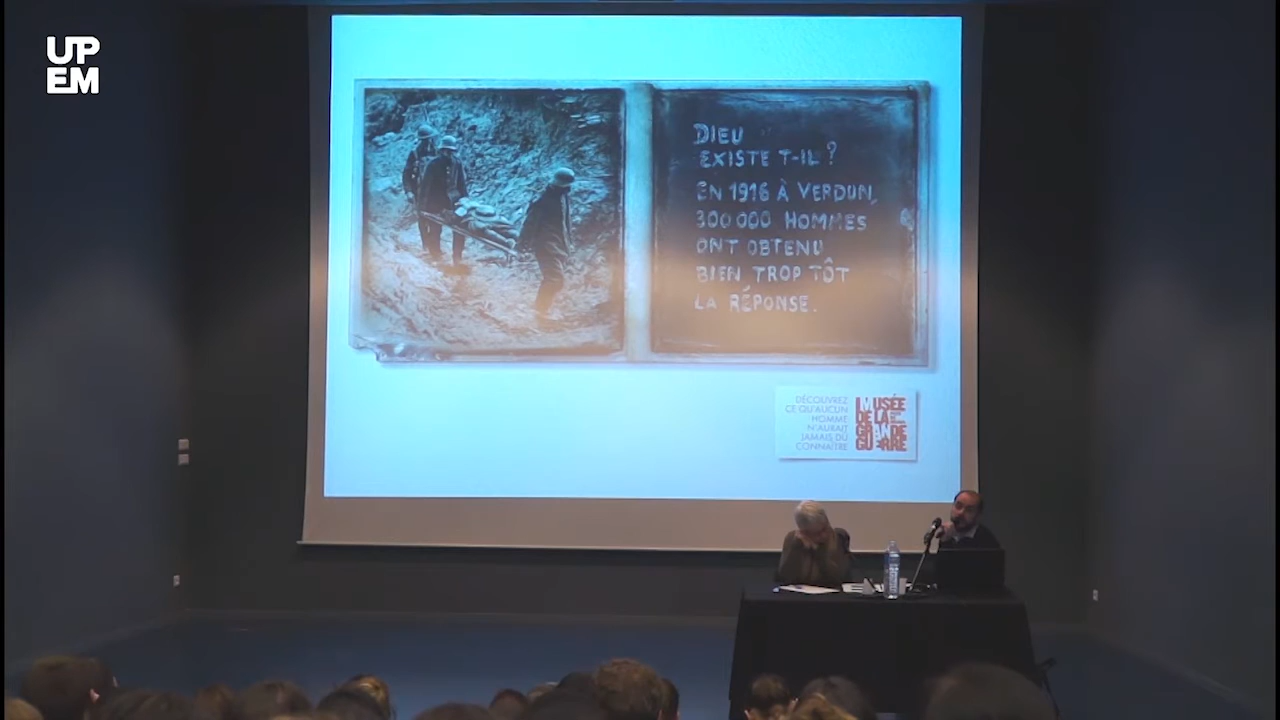 UP
EM
DIEU
EXISTE T-IL ?
EN 1916 À VERDUN,
300 000 HOMMES
ONT OBTENU
BIEN TROP TÔT
LA RÉPONSE.
DÉCOUVREZ
CE QU'AUCUN
HOMME
N'AURAIT
JAMAIS DÛ
CONNAÎTRE
MUSÉE
DE LA
GRANDE
GUERRE